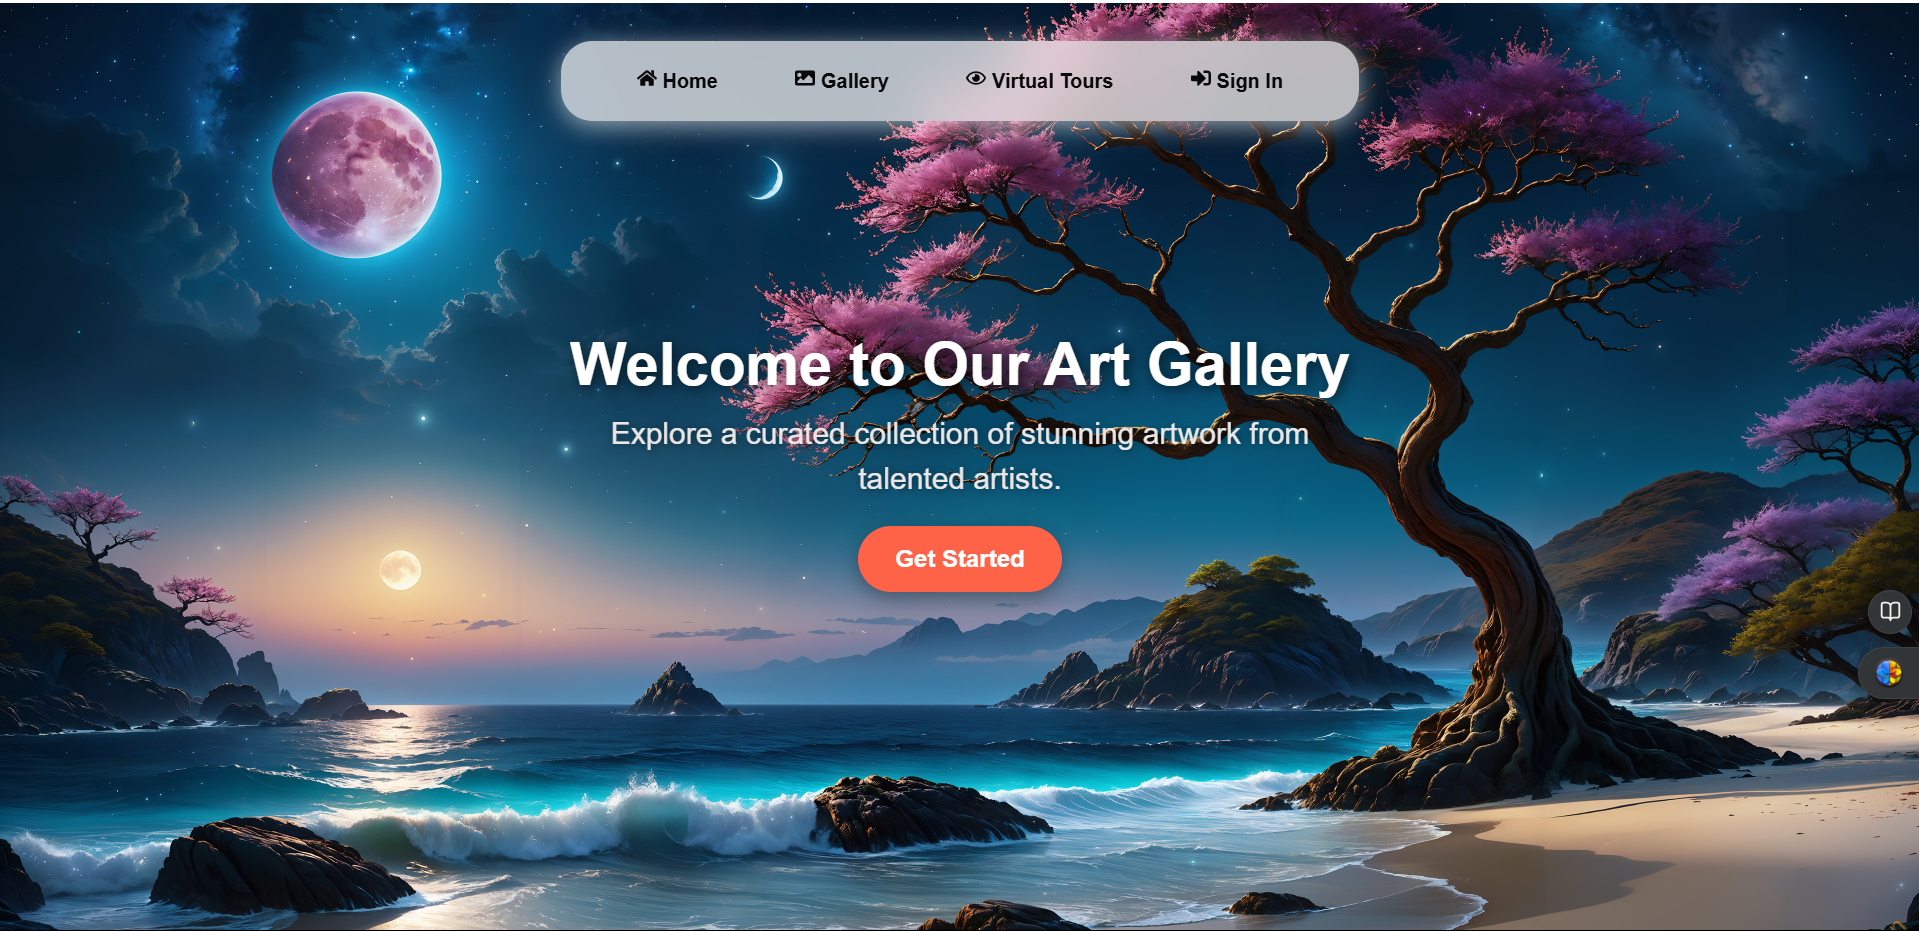 Home Gallery Virtual Tours Sign In
Welcome to Our Art Gallery
Explore a curated collection of stunning artwork from
talented artists.
Get Started